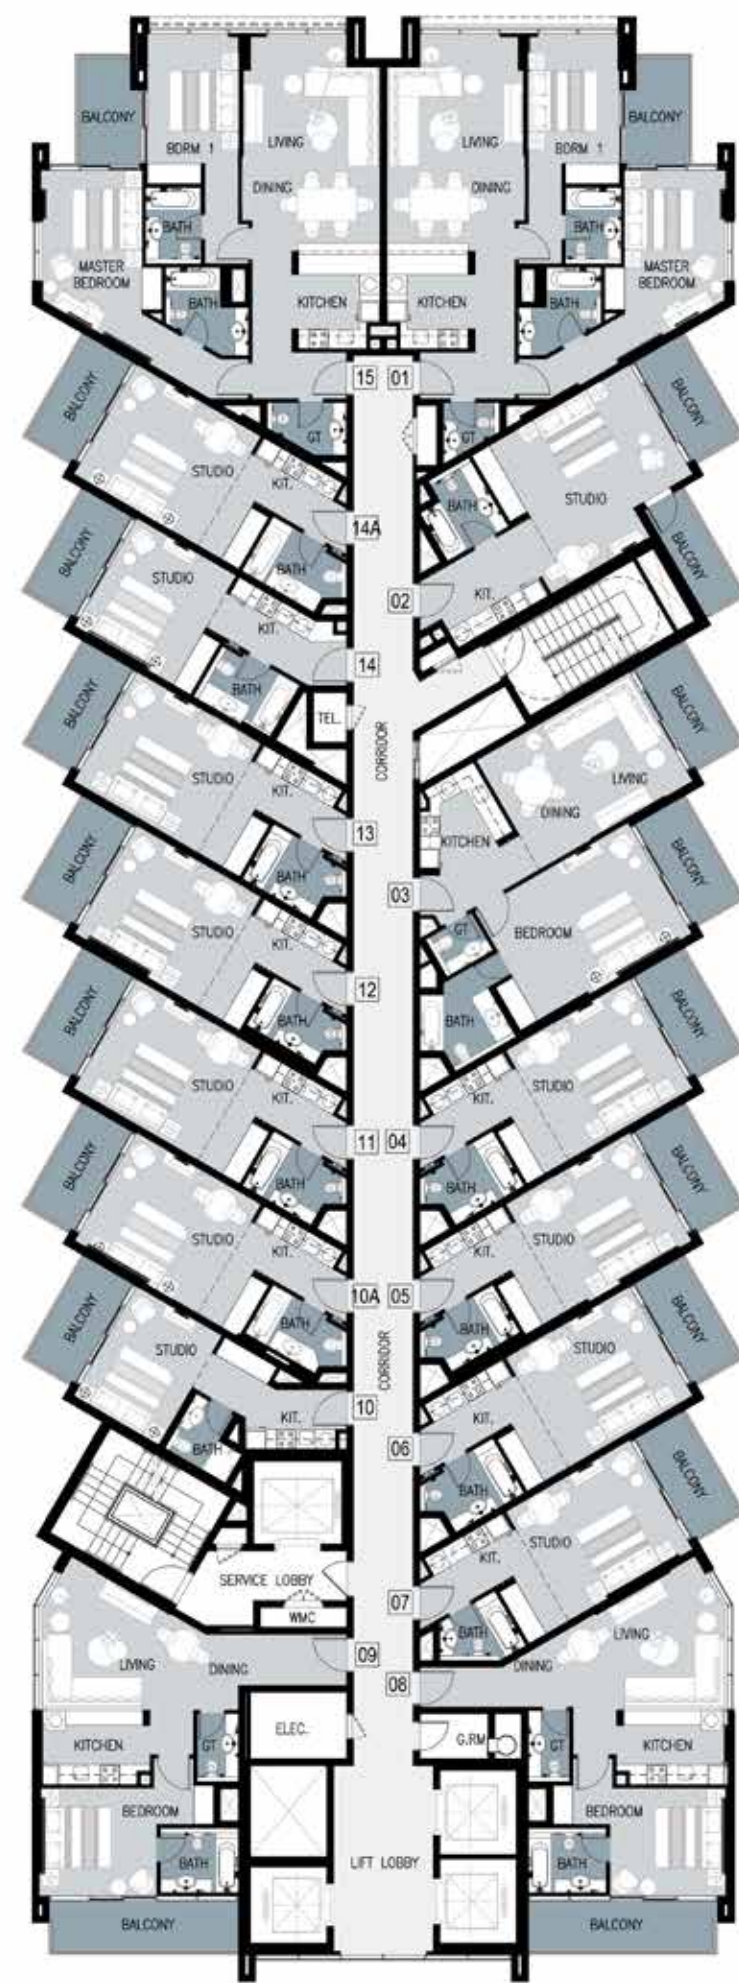 BALCONY
BDRM 1
LIVING
DINING
BATH
MASTER
BEDROOM
BATH
KITCHEN
LIVING
DINING
BDRM 1
BALCONY
BATH
MASTER
BEDROOM
BATH
KITCHEN
15
01
GT
GT
BALCONY
STUDIO
KIT.
14A
BATH
BALCONY
BATH
STUDIO
BALCONY
KIT.
02
BALCONY
STUDIO
KIT.
14
BATH
TEL.
CORRIDOR
BALCONY
STUDIO
KIT.
13
BATH
BALCONY
LIVING
DINING
KITCHEN
03
GT
BEDROOM
BATH
BALCONY
BALCONY
STUDIO
KIT.
12
BATH
BALCONY
STUDIO
KIT.
11
BATH
04
KIT.
STUDIO
BATH
BALCONY
BALCONY
STUDIO
KIT.
10A
BATH
05
KIT.
STUDIO
BATH
BALCONY
CORRIDOR
BALCONY
STUDIO
10
KIT.
BATH
06
KIT.
STUDIO
BATH
BALCONY
SERVICE LOBBY
WMC
07
KIT.
STUDIO
BATH
BALCONY
09
LIVING
DINING
08
DINING
LIVING
ELEC.
G.RM
KITCHEN
GT
GT
KITCHEN
BEDROOM
BEDROOM
BATH
LIFT LOBBY
BATH
BALCONY
BALCONY